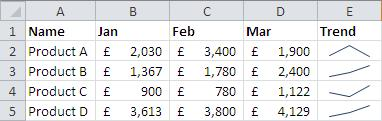 A B C D E
1 Name Jan Feb Mar Trend
2 Product A £ 2,030 £ 3,400 £ 1,900
3 Product B £ 1,367 £ 1,780 £ 2,400
4 Product C £ 900 £ 780 £ 1,122
5 Product D £ 3,613 £ 3,800 £ 4,129